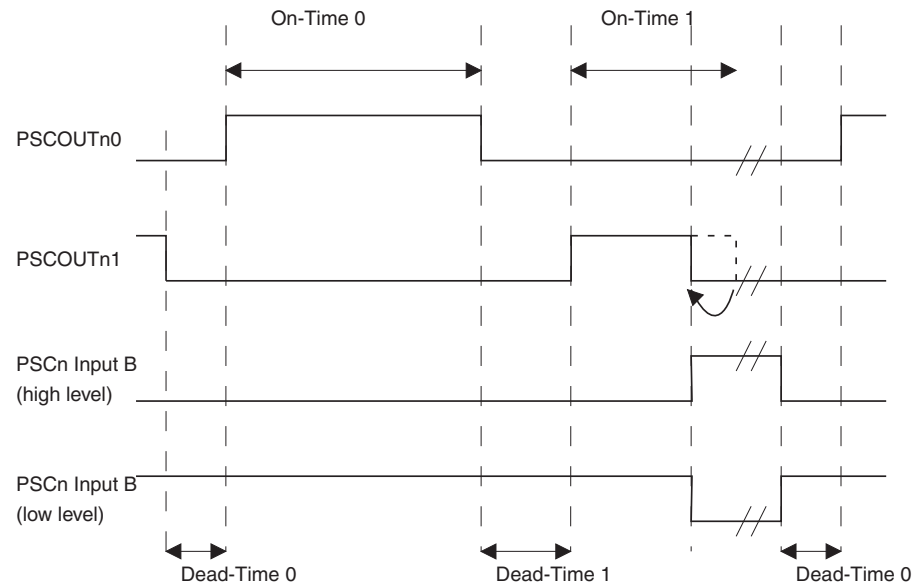 On-Time 0
On-Time 1
PSCOUTn0
PSCOUTn1
PSCn Input B
(high level)
PSCn Input B
(low level)
Dead-Time 0
Dead-Time 1
Dead-Time 0